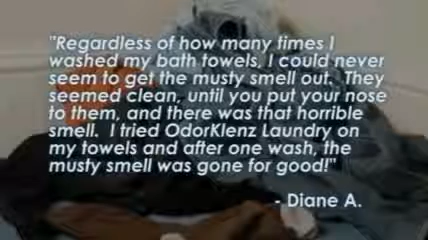 "Regardless of how many times I
washed my bath towels, I could never
seem to get the musty smell out.  They
seemed clean, until you put your nose
to them, and there was that horrible
smell.  I tried OdorKlenz Laundry on
my towels and after one wash, the
musty smell was gone for good!"
- Diane A.